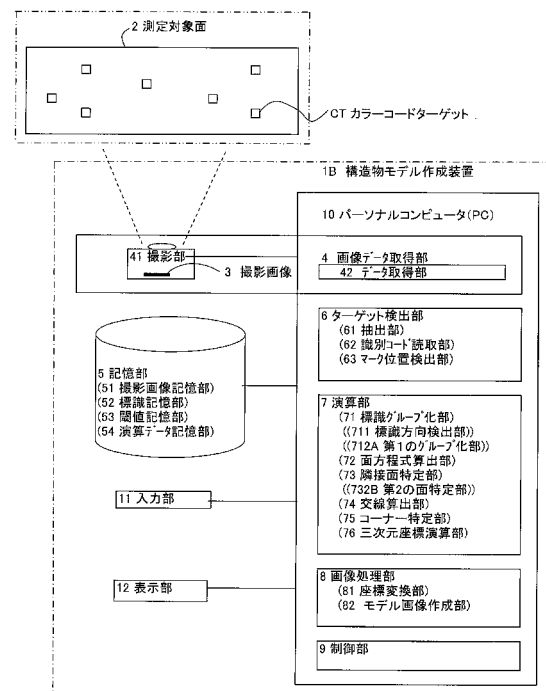 2 測定対象面
CT カラーコードターゲット
1B 構造物モデル作成装置
10 パーソナルコンピュータ(PC)
41 撮影部
3 撮影画像
4 画像データ取得部
42 データ取得部
6 ターゲット検出部
(61 抽出部)
(62 識別コード読取部)
(63 マーク位置検出部)
5 記憶部
(51 撮影画像記憶部)
(52 標識記憶部)
(53 閾値記憶部)
(54 演算データ記憶部)
7 演算部
(71 標識グループ化部)
((711 標識方向検出部))
((712A 第1のグループ化部))
(72 面方程式算出部)
(73 隣接面特定部)
((732B 第2の面特定部))
(74 交線算出部)
(75 コーナー特定部)
(76 三次元座標演算部)
11 入力部
12 表示部
8 画像処理部
(81 座標変換部)
(82 モデル画像作成部)
9 制御部